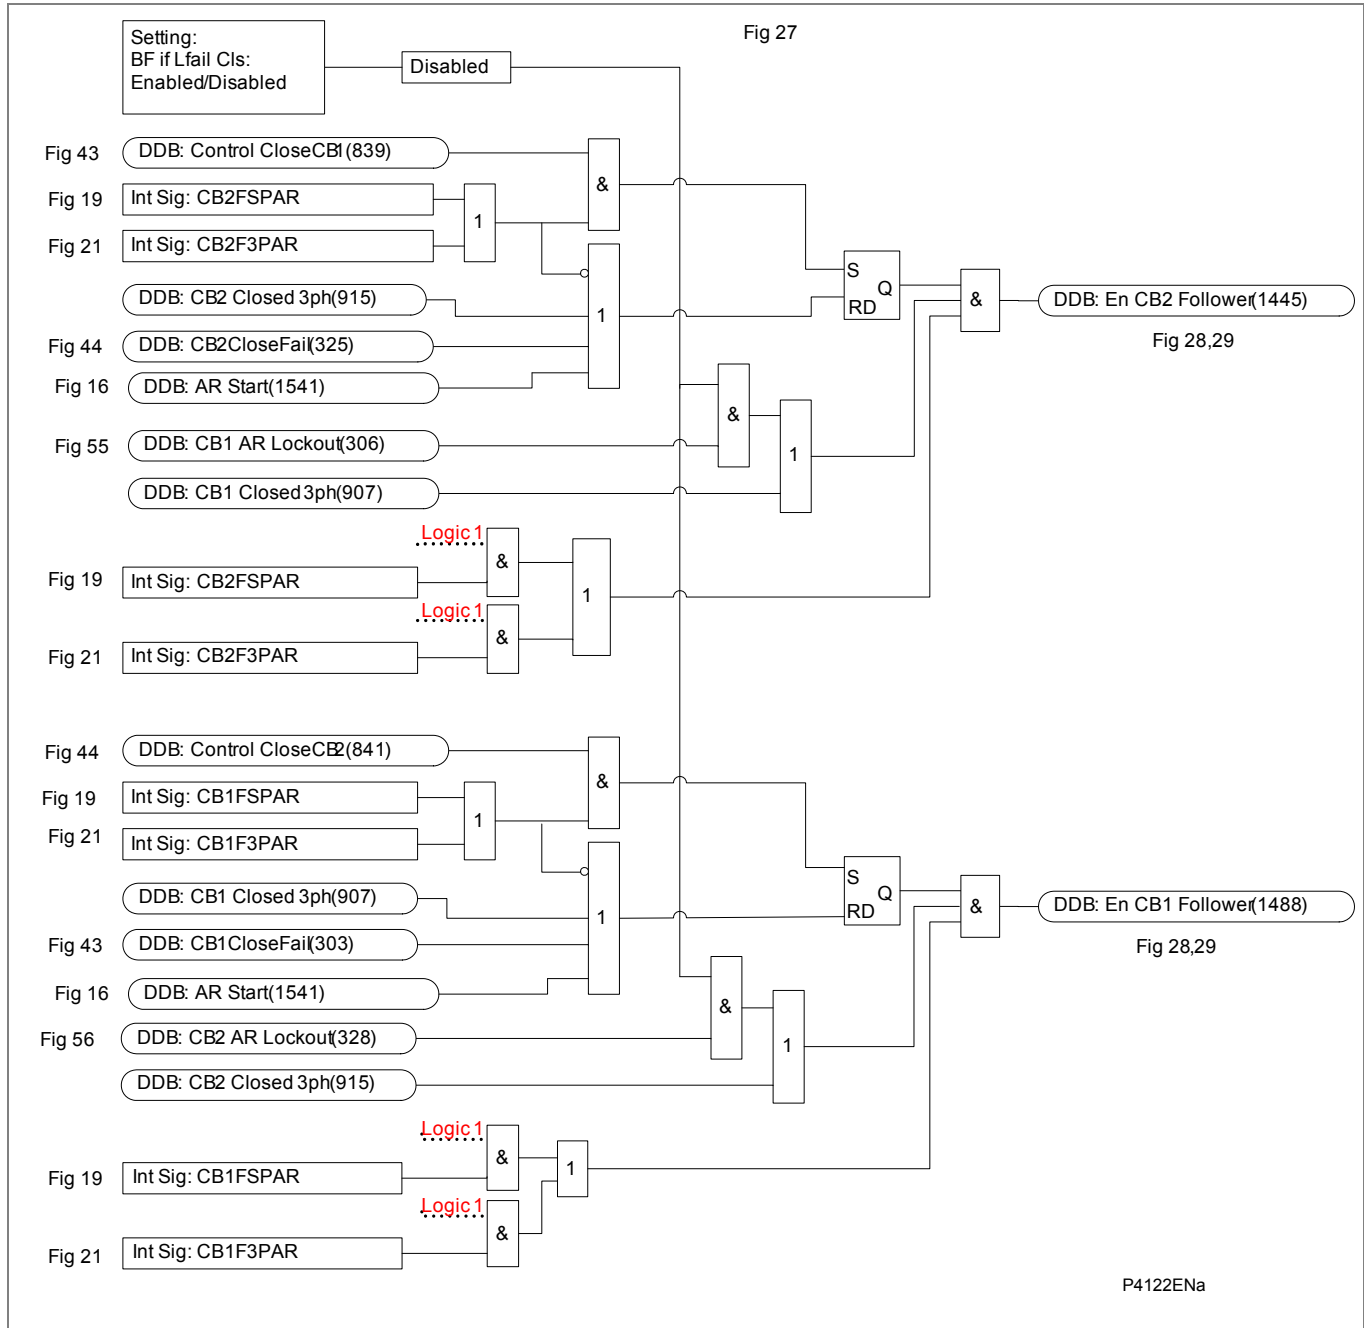 Fig 27
Setting:
BF if Lfail Cls:
Enabled/Disabled
Disabled
Fig 43
DDB: Control CloseCB1(839)
&
Fig 19
Int Sig: CB2FSPAR
1
Fig 21
Int Sig: CB2F3PAR
DDB: CB2 Closed 3ph(915)
1
S
Q
RD
&
DDB: En CB2 Follower(1445)
Fig 28,29
Fig 44
DDB: CB2CloseFail(325)
Fig 16
DDB: AR Start(1541)
&
Fig 55
DDB: CB1 AR Lockout(306)
1
DDB: CB1 Closed 3ph(907)
Logic 1
&
Fig 19
Int Sig: CB2FSPAR
1
Logic 1
&
Fig 21
Int Sig: CB2F3PAR
Fig 44
DDB: Control CloseCB2(841)
&
Fig 19
Int Sig: CB1FSPAR
1
Fig 21
Int Sig: CB1F3PAR
DDB: CB1 Closed 3ph(907)
1
S
Q
RD
&
DDB: En CB1 Follower(1488)
Fig 28,29
Fig 43
DDB: CB1CloseFail(303)
Fig 16
DDB: AR Start(1541)
&
Fig 56
DDB: CB2 AR Lockout(328)
1
DDB: CB2 Closed 3ph(915)
Logic 1
&
Fig 19
Int Sig: CB1FSPAR
1
Logic 1
&
Fig 21
Int Sig: CB1F3PAR
P4122ENa